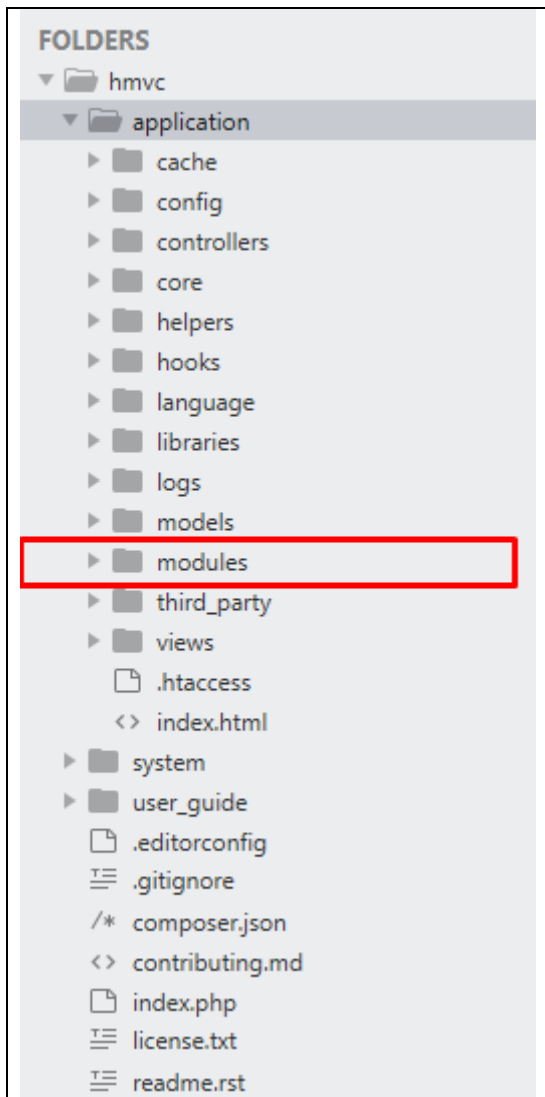 FOLDERS
hmvc
application
cache
config
controllers
core
helpers
hooks
language
libraries
logs
models
modules
third_party
views
.htaccess
<> index.html
system
user_guide
.editorconfig
.gitignore
/* composer.json
<> contributing.md
index.php
license.txt
readme.rst